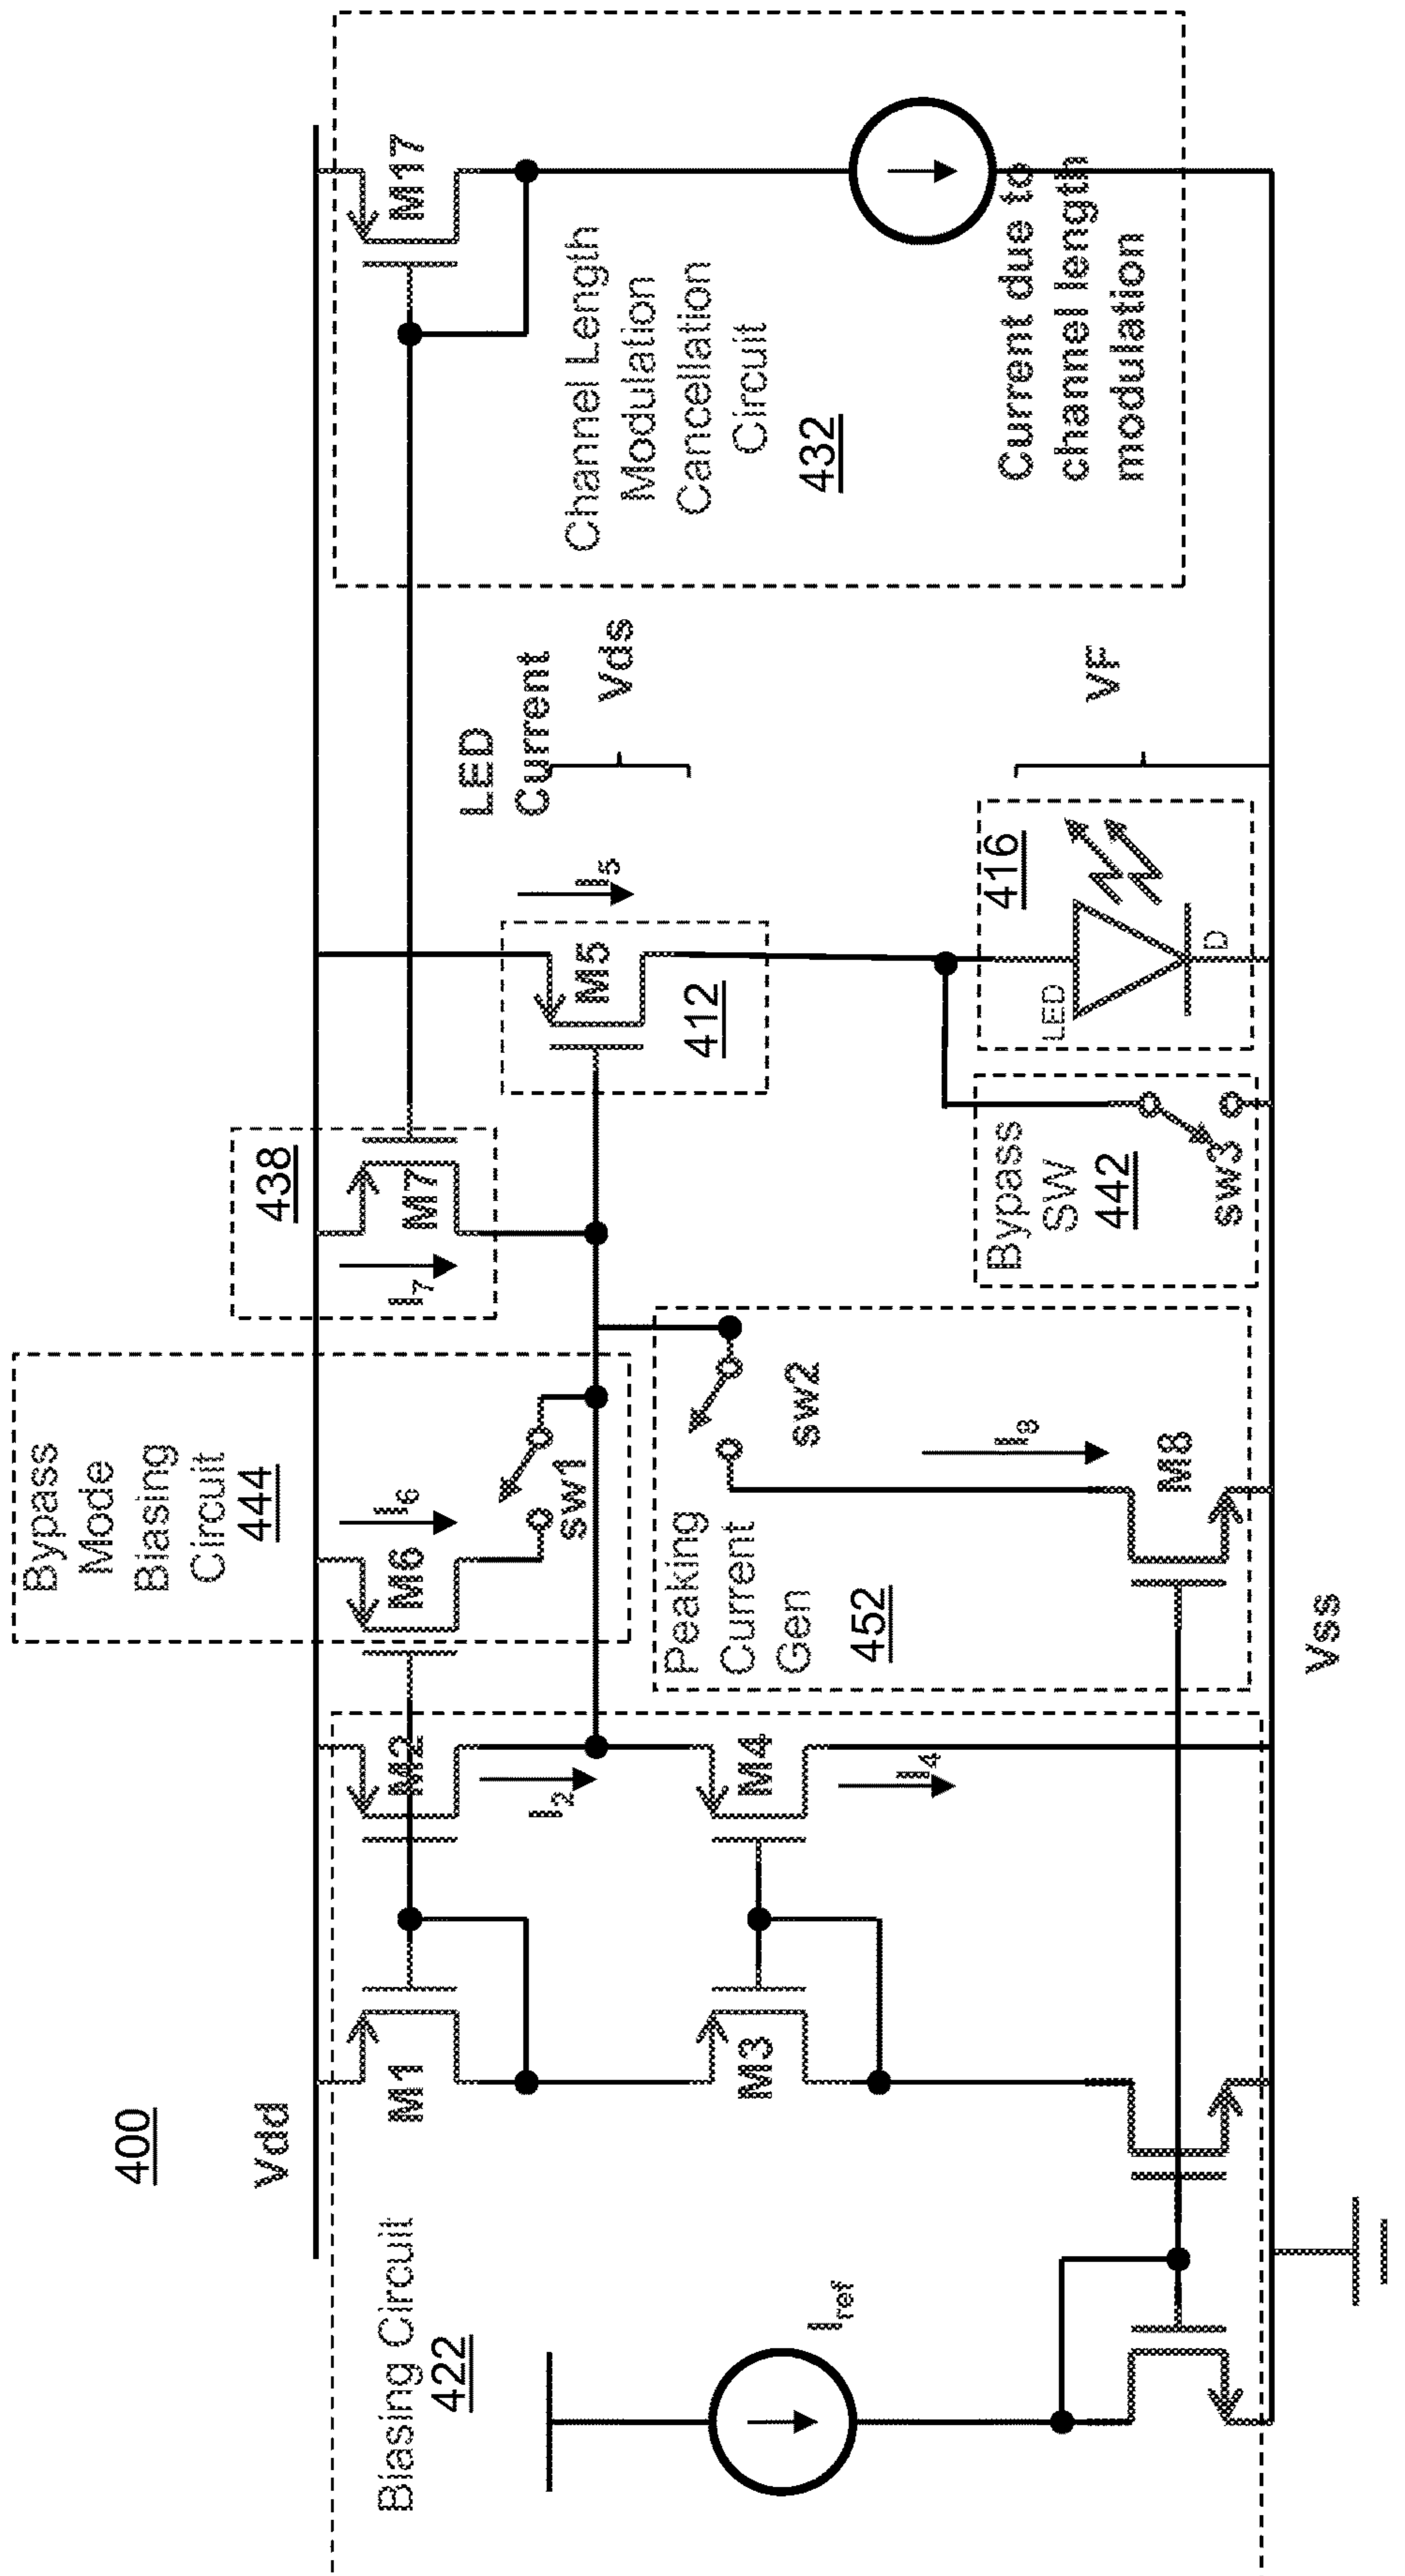 400
Vdd
Biasing Circuit
422
Iref
M1
M3
M2
I2
M4
I4
Bypass
Mode
Biasing
Circuit
444
M6
I6
sw1
Peaking
Current
Gen
452
sw2
I8
M8
438
M7
I7
M5
412
I5
LED
Current
Vds
Bypass
SW
442
sw3
416
LED
D
VF
Channel Length
Modulation
Cancellation
Circuit
432
M17
Current due to
channel length
modulation
Vss